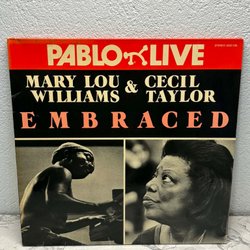 PABLO LIVE
MARY LOU & CECIL
WILLIAMS TAYLOR
EMBRACED